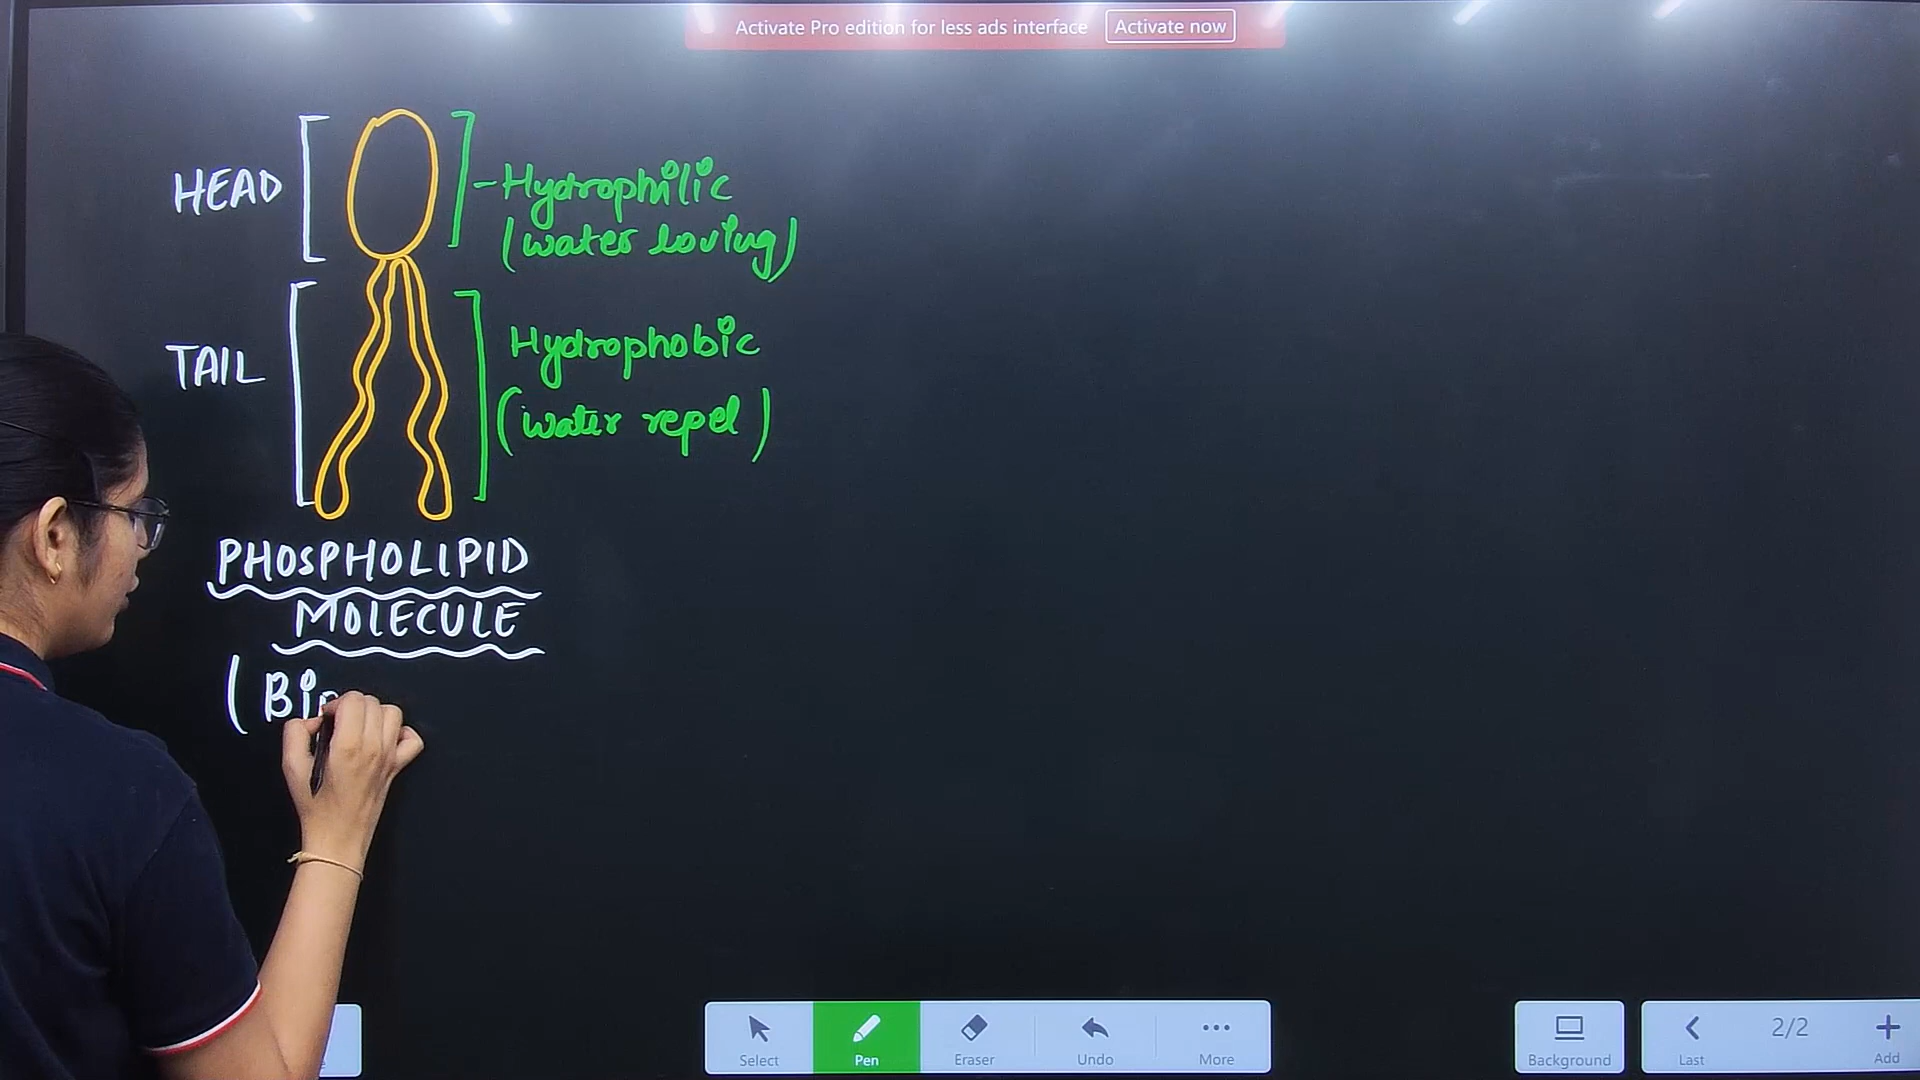 Activate Pro edition for less ads interface Activate now
HEAD
-Hydrophilic
(water loving)
TAIL
Hydrophobic
(water repel)
PHOSPHOLIPID
MOLECULE
Select Pen Eraser Undo More
Background
Last 2/2 Add